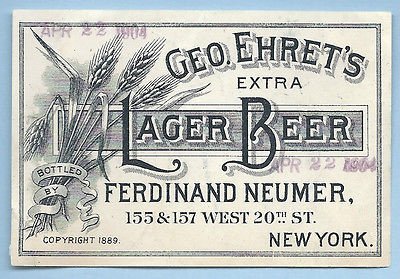 APR 22 1904
GEO. EHRET'S
EXTRA
LAGER BEER
APR 22 1904
BOTTLED
BY
FERDINAND NEUMER,
155 & 157 WEST 20TH ST.
COPYRIGHT 1889.
NEW YORK.